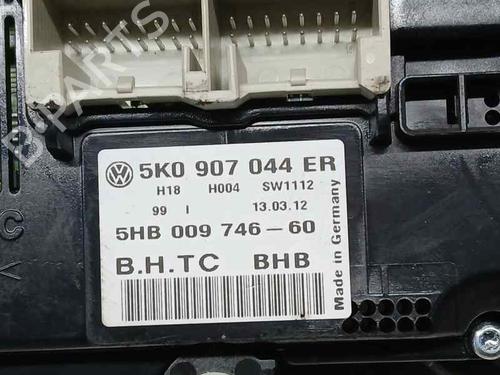 5K0 907 044 ER
H18 H004 SW1112
99 I 13.03.12
5HB 009 746-60
B.H.TC BHB
Made in Germany
B-Parts